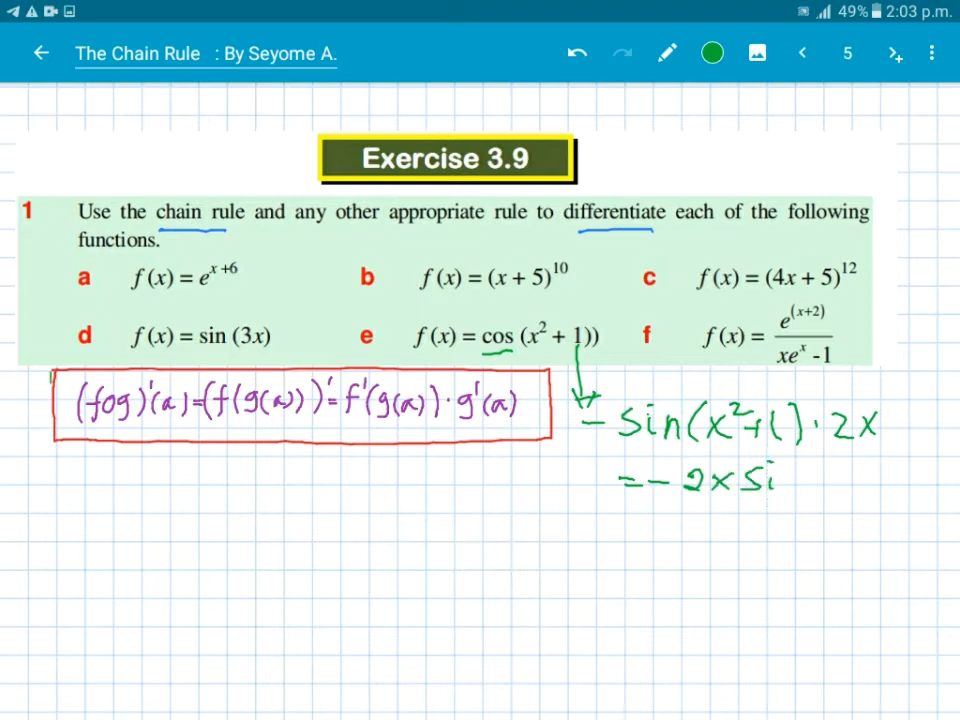 49% 2:03 p.m.
The Chain Rule : By Seyome A.
5
Exercise 3.9
1 Use the chain rule and any other appropriate rule to differentiate each of the following
functions.
a f (x) = e^{x +6} b f (x) = (x + 5)^{10} c f (x) = (4x + 5)^{12}
d f (x) = sin (3x) e f (x) = cos (x^2 + 1)) f f (x) = e^{(x+2)} / xe^x -1
(fog)'(a)=(f(g(a)))'=f'(g(a))·g'(a)
- sin(x^2+1)·2x
=- 2x si